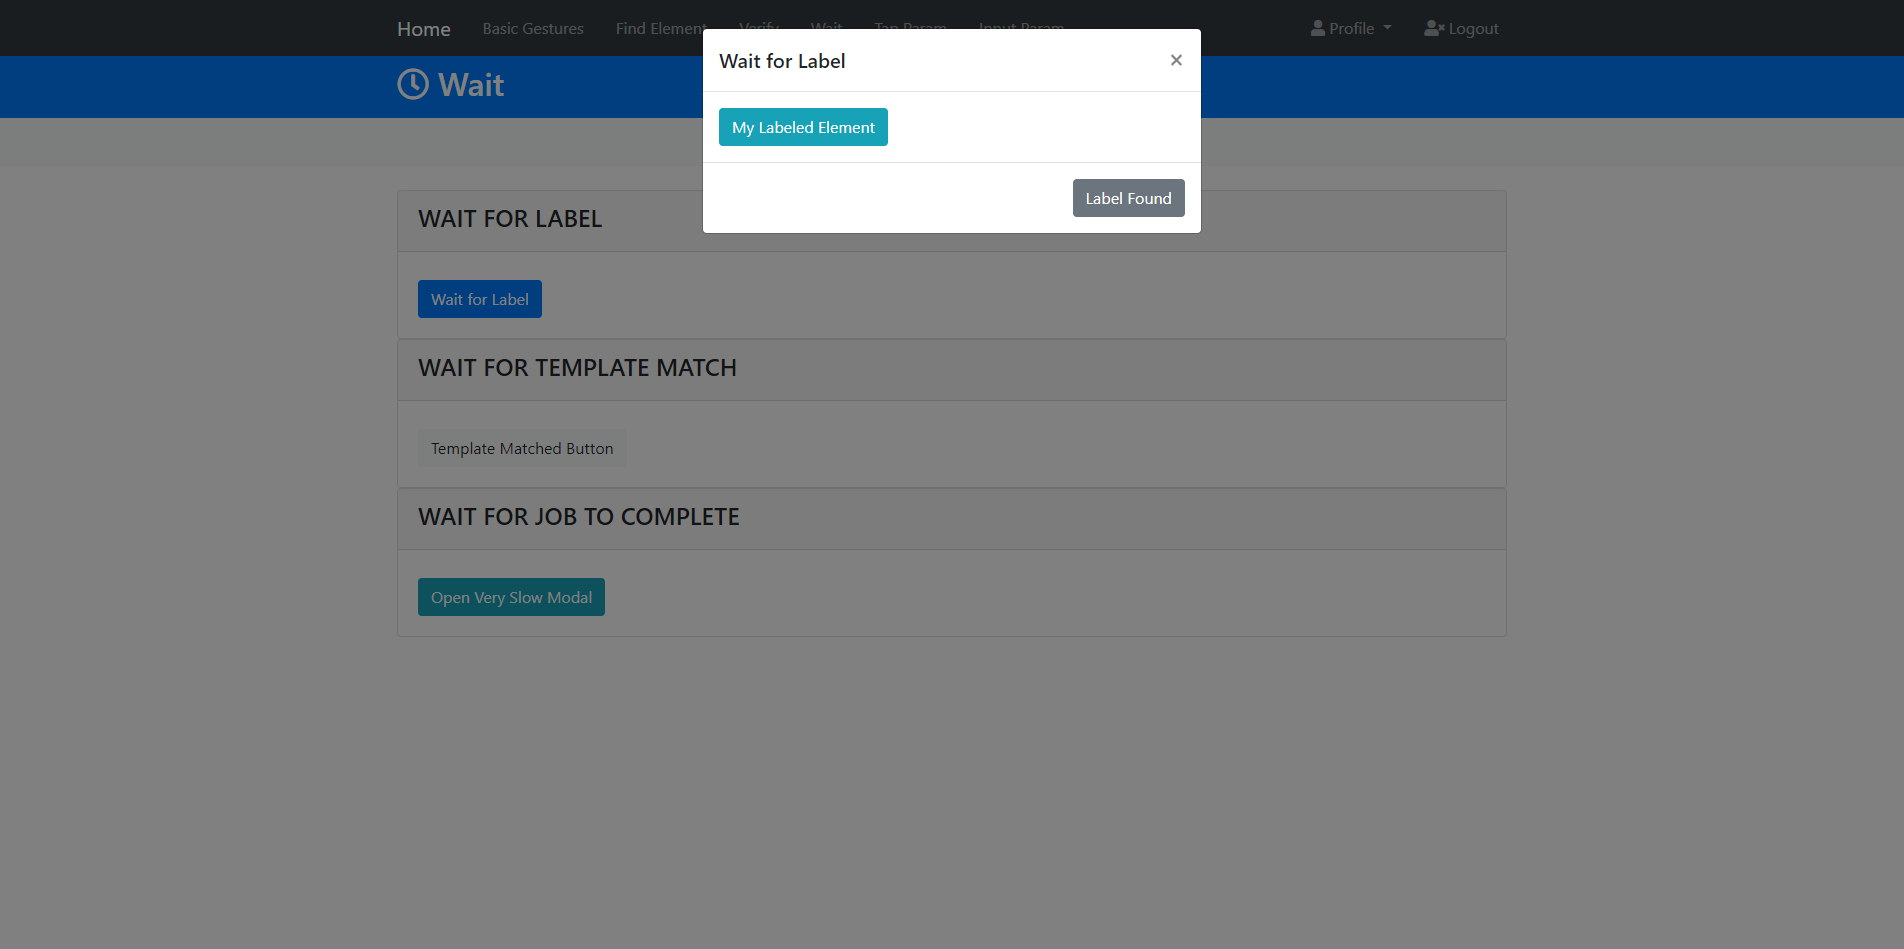 Home Basic Gestures Find Element Verify Wait Tap Param Input Param Profile Logout
Wait
Wait for Label ×
My Labeled Element
Label Found
WAIT FOR LABEL
Wait for Label
WAIT FOR TEMPLATE MATCH
Template Matched Button
WAIT FOR JOB TO COMPLETE
Open Very Slow Modal